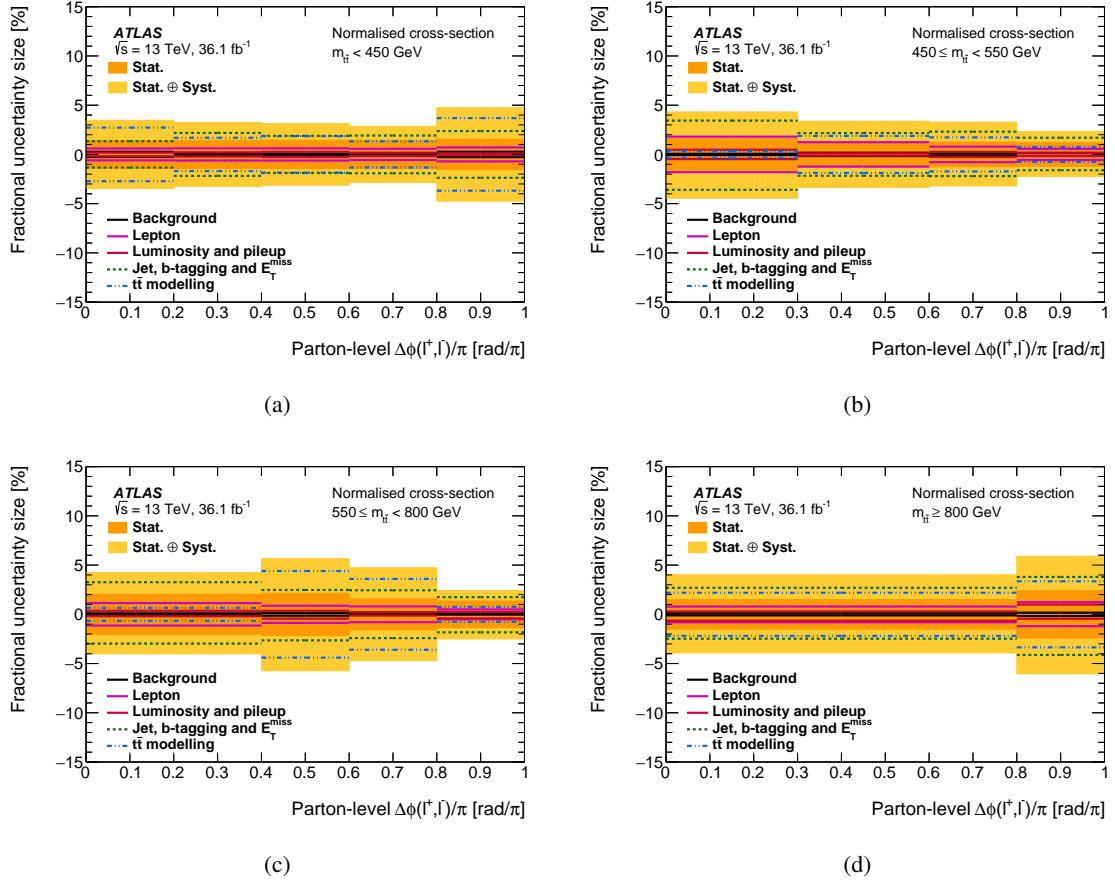 Fractional uncertainty size [%]
ATLAS
√s = 13 TeV, 36.1 fb⁻¹
Normalised cross-section
m_{tt̄} < 450 GeV
Stat.
Stat. ⊕ Syst.
Background
Lepton
Luminosity and pileup
Jet, b-tagging and E_T^miss
tt̄ modelling
15
10
5
0
−5
−10
−15
0 0.1 0.2 0.3 0.4 0.5 0.6 0.7 0.8 0.9 1
Parton-level Δϕ(l⁺,l⁻)/π [rad/π]
(a)
Fractional uncertainty size [%]
ATLAS
√s = 13 TeV, 36.1 fb⁻¹
Normalised cross-section
450 ≤ m_{tt̄} < 550 GeV
Stat.
Stat. ⊕ Syst.
Background
Lepton
Luminosity and pileup
Jet, b-tagging and E_T^miss
tt̄ modelling
15
10
5
0
−5
−10
−15
0 0.1 0.2 0.3 0.4 0.5 0.6 0.7 0.8 0.9 1
Parton-level Δϕ(l⁺,l⁻)/π [rad/π]
(b)
Fractional uncertainty size [%]
ATLAS
√s = 13 TeV, 36.1 fb⁻¹
Normalised cross-section
550 ≤ m_{tt̄} < 800 GeV
Stat.
Stat. ⊕ Syst.
Background
Lepton
Luminosity and pileup
Jet, b-tagging and E_T^miss
tt̄ modelling
15
10
5
0
−5
−10
−15
0 0.1 0.2 0.3 0.4 0.5 0.6 0.7 0.8 0.9 1
Parton-level Δϕ(l⁺,l⁻)/π [rad/π]
(c)
Fractional uncertainty size [%]
ATLAS
√s = 13 TeV, 36.1 fb⁻¹
Normalised cross-section
m_{tt̄} ≥ 800 GeV
Stat.
Stat. ⊕ Syst.
Background
Lepton
Luminosity and pileup
Jet, b-tagging and E_T^miss
tt̄ modelling
15
10
5
0
−5
−10
−15
0 0.1 0.2 0.3 0.4 0.5 0.6 0.7 0.8 0.9 1
Parton-level Δϕ(l⁺,l⁻)/π [rad/π]
(d)